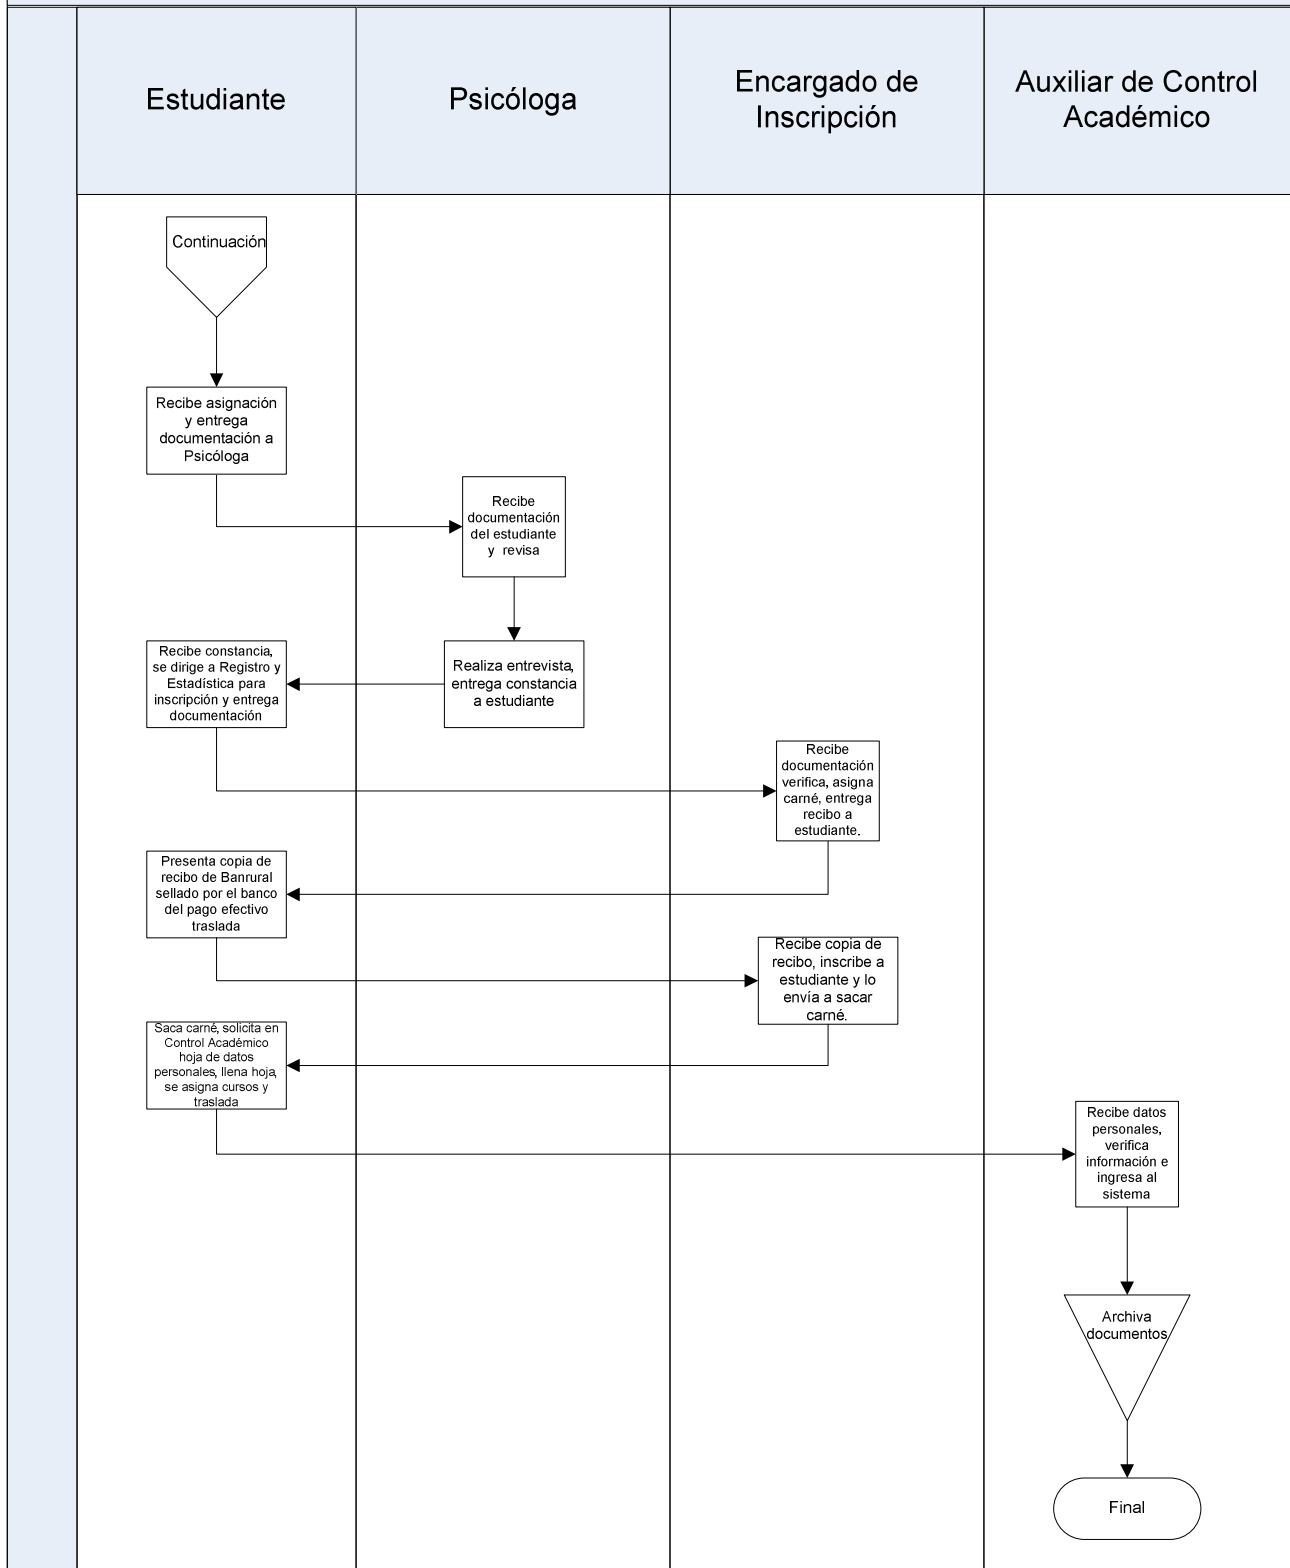 Estudiante
Psicóloga
Encargado de
Inscripción
Auxiliar de Control
Académico
Continuación
Recibe asignación
y entrega
documentación a
Psicóloga
Recibe
documentación
del estudiante
y revisa
Realiza entrevista,
entrega constancia
a estudiante
Recibe constancia,
se dirige a Registro y
Estadística para
inscripción y entrega
documentación
Recibe
documentación
verifica, asigna
carné, entrega
recibo a
estudiante.
Presenta copia de
recibo de Banrural
sellado por el banco
del pago efectivo
traslada
Recibe copia de
recibo, inscribe a
estudiante y lo
envía a sacar
carné.
Saca carné, solicita en
Control Académico
hoja de datos
personales, llena hoja,
se asigna cursos y
traslada
Recibe datos
personales,
verifica
información e
ingresa al
sistema
Archiva
documentos
Final